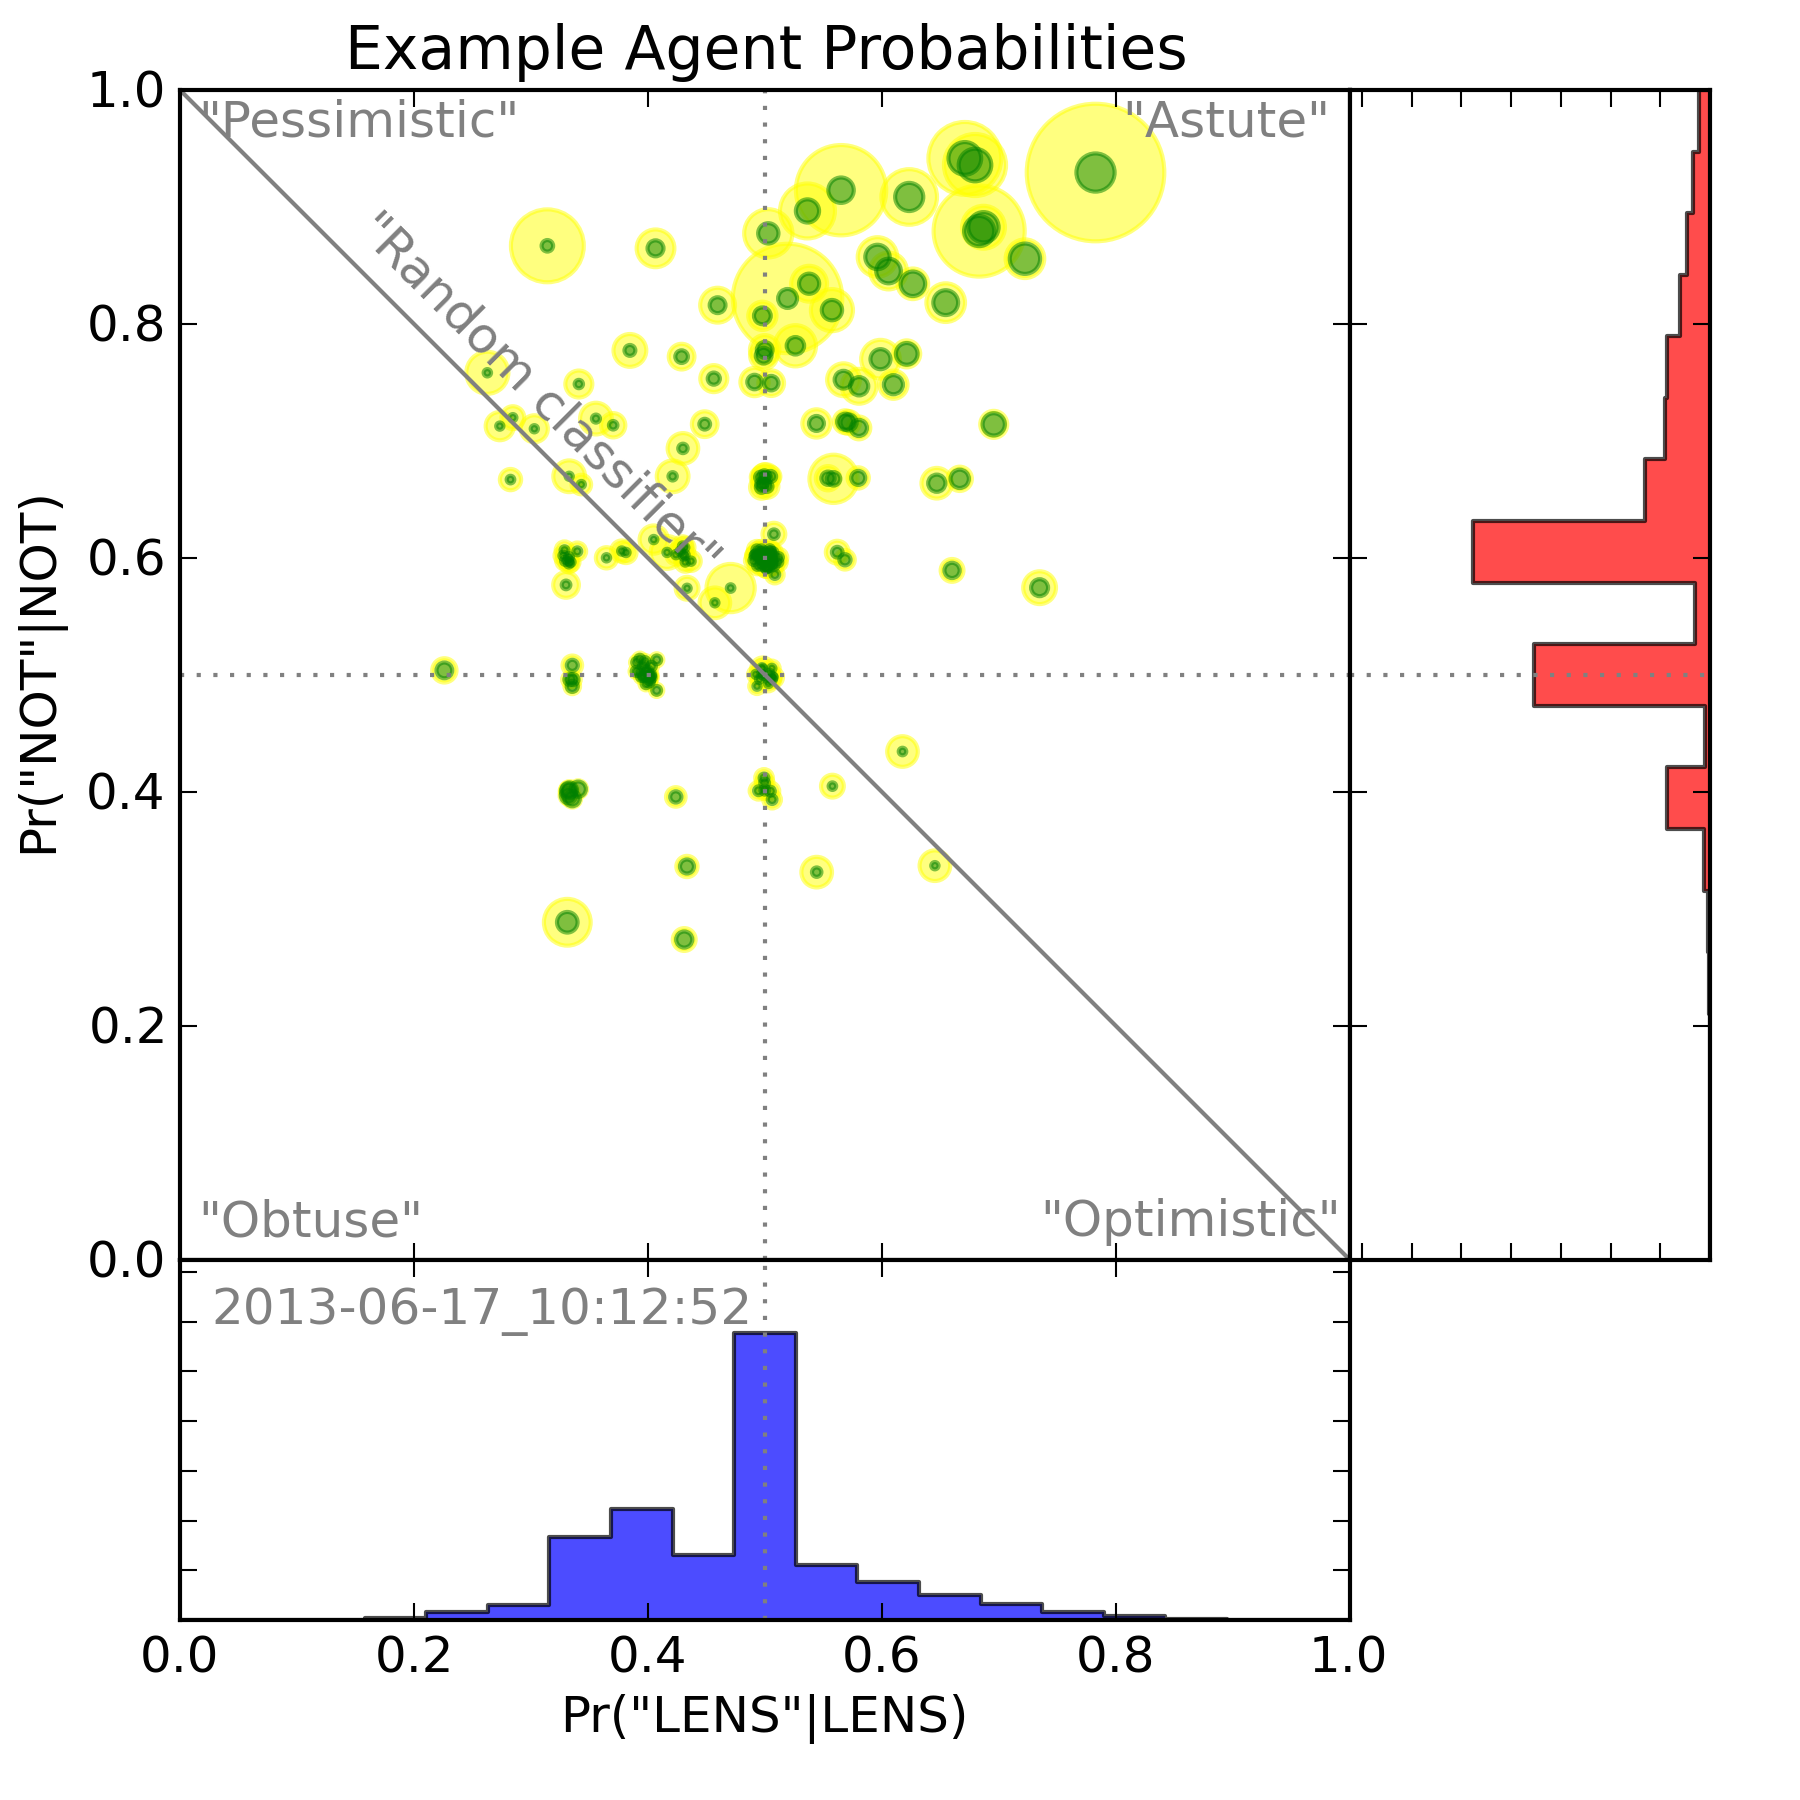 Example Agent Probabilities
1.0
"Pessimistic"
"Astute"
"Random classifier"
0.8
0.6
Pr("NOT"|NOT)
0.4
0.2
"Obtuse"
"Optimistic"
0.0
2013-06-17_10:12:52
0.0 0.2 0.4 0.6 0.8 1.0
Pr("LENS"|LENS)